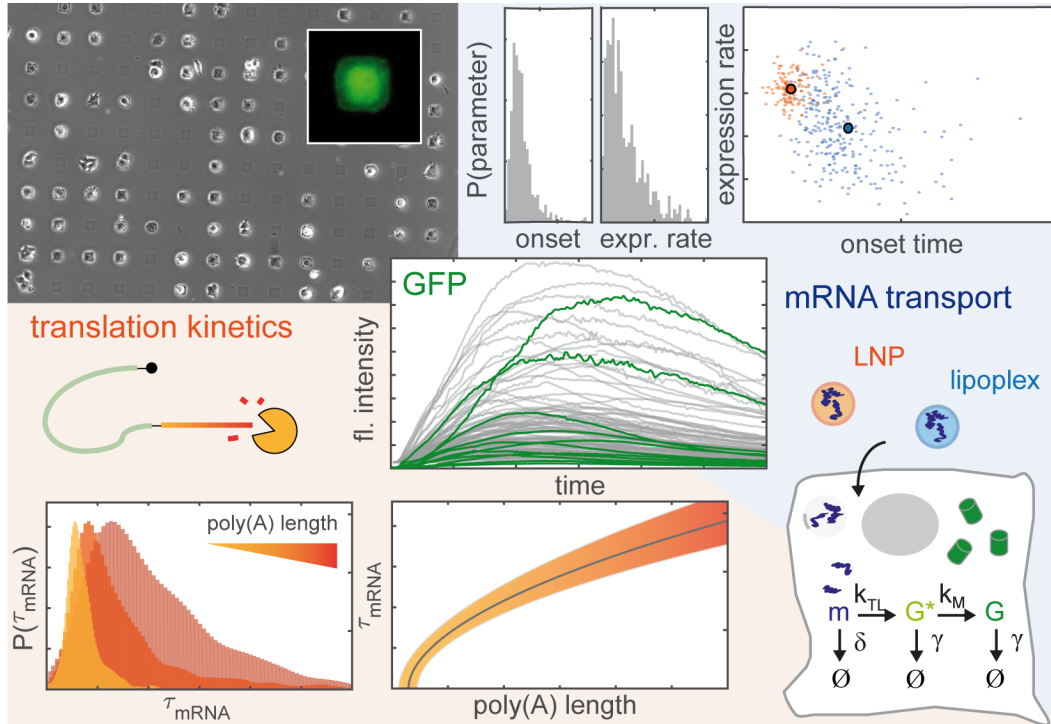 P(parameter)
onset
expr. rate
expression rate
onset time
GFP
fl. intensity
time
mRNA transport
LNP
lipoplex
translation kinetics
poly(A) length
P(τmRNA)
τmRNA
τmRNA
poly(A) length
m kTL G* kM G
δ γ γ
Ø Ø Ø